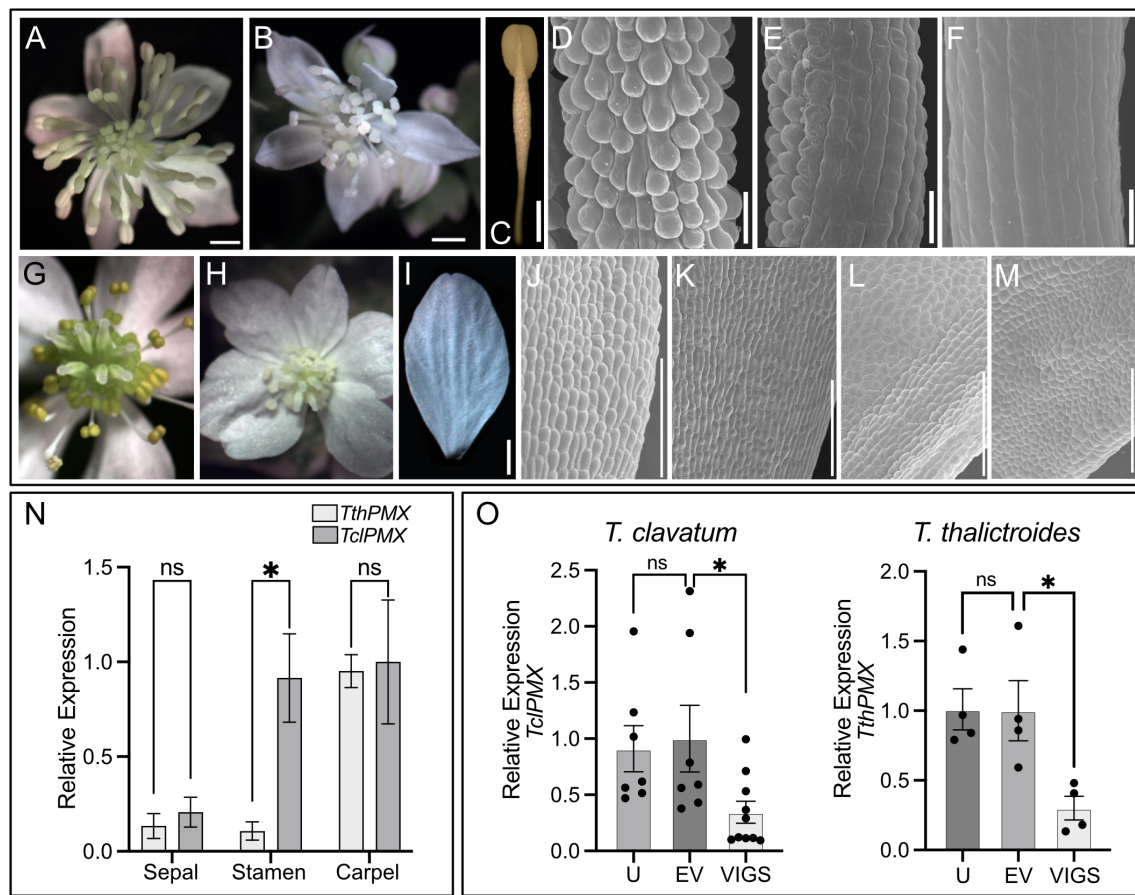 A
B
C
D
E
F
G
H
I
J
K
L
M
N
TthPMX
TclPMX
ns
*
ns
1.5
1.0
0.5
0.0
Relative Expression
Sepal
Stamen
Carpel
O
T. clavatum
ns
*
2.5
2.0
1.5
1.0
0.5
0.0
Relative Expression
TclPMX
U
EV
VIGS
T. thalictroides
ns
*
2.0
1.5
1.0
0.5
0.0
Relative Expression
TthPMX
U
EV
VIGS